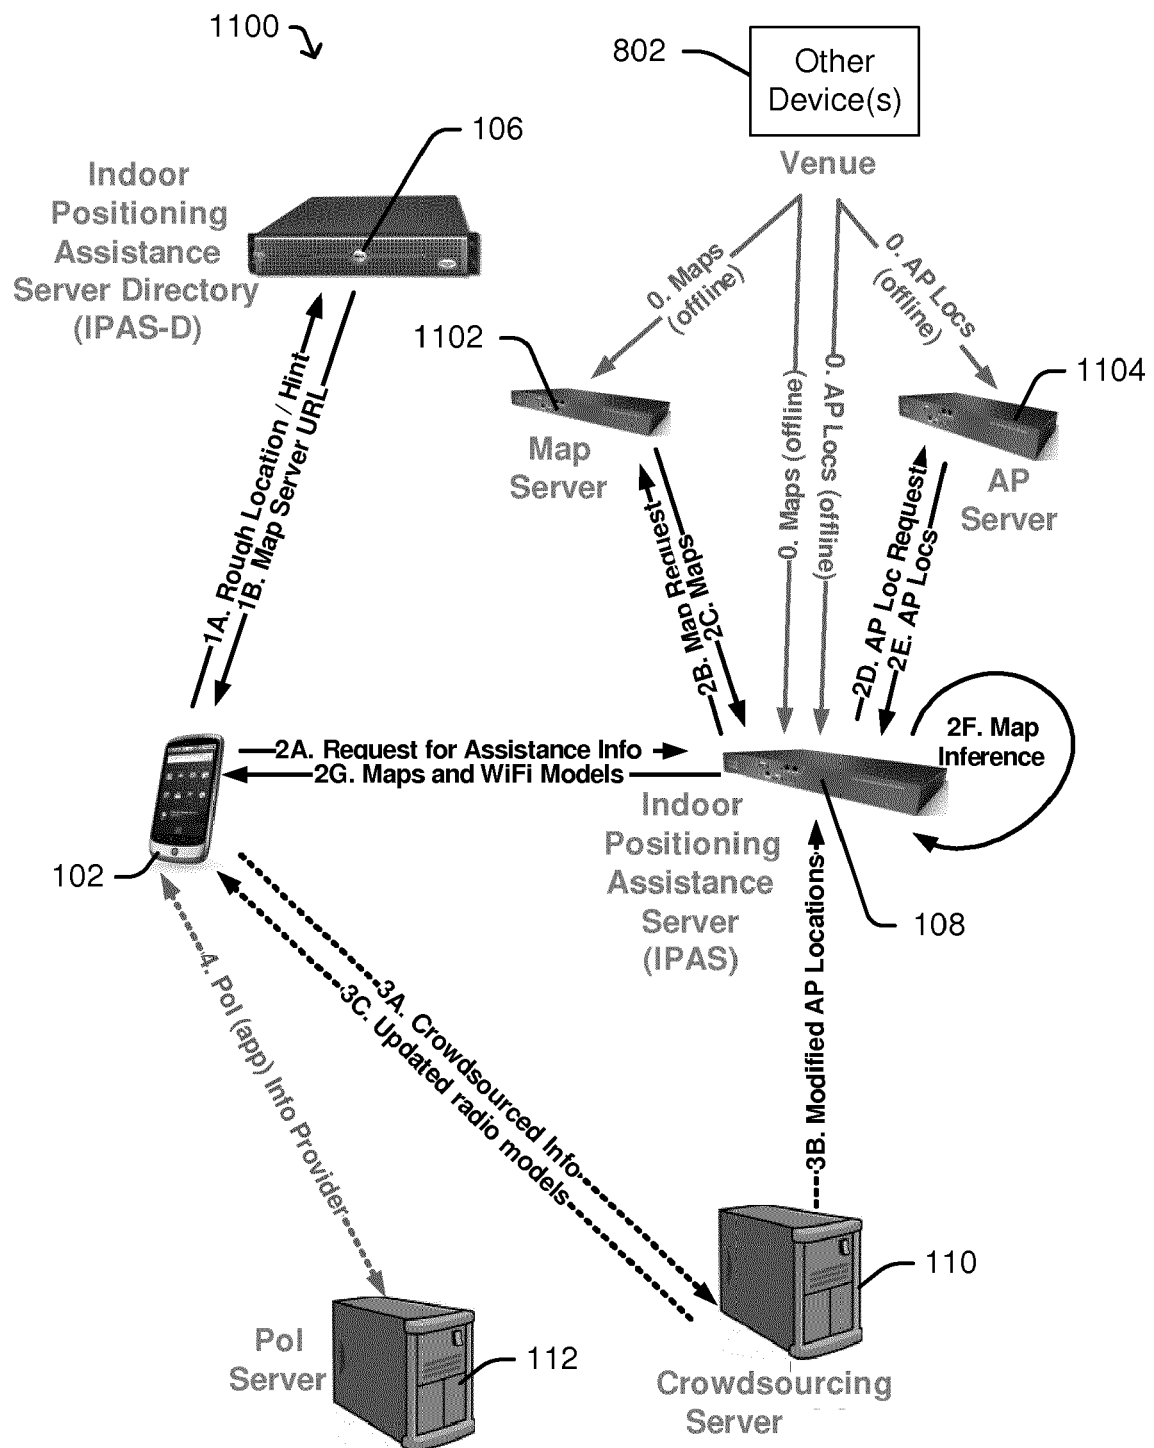 1100
802
Other
Device(s)
Venue
106
Indoor
Positioning
Assistance
Server Directory
(IPAS-D)
0. Maps
(offline)
0. AP Locs
(offline)
1102
1104
Map
Server
AP
Server
0. Maps (offline)
0. AP Locs (offline)
1A. Rough Location / Hint
1B. Map Server URL
2B. Map Request
2C. Maps
2D. AP Loc Request
2E. AP Locs
2F. Map
Inference
2A. Request for Assistance Info
2G. Maps and WiFi Models
102
Indoor
Positioning
Assistance
Server
(IPAS)
108
3A. Crowdsourced Info
3C. Updated radio models
3B. Modified AP Locations
4. PoI (app) Info Provider
110
PoI
Server
112
Crowdsourcing
Server